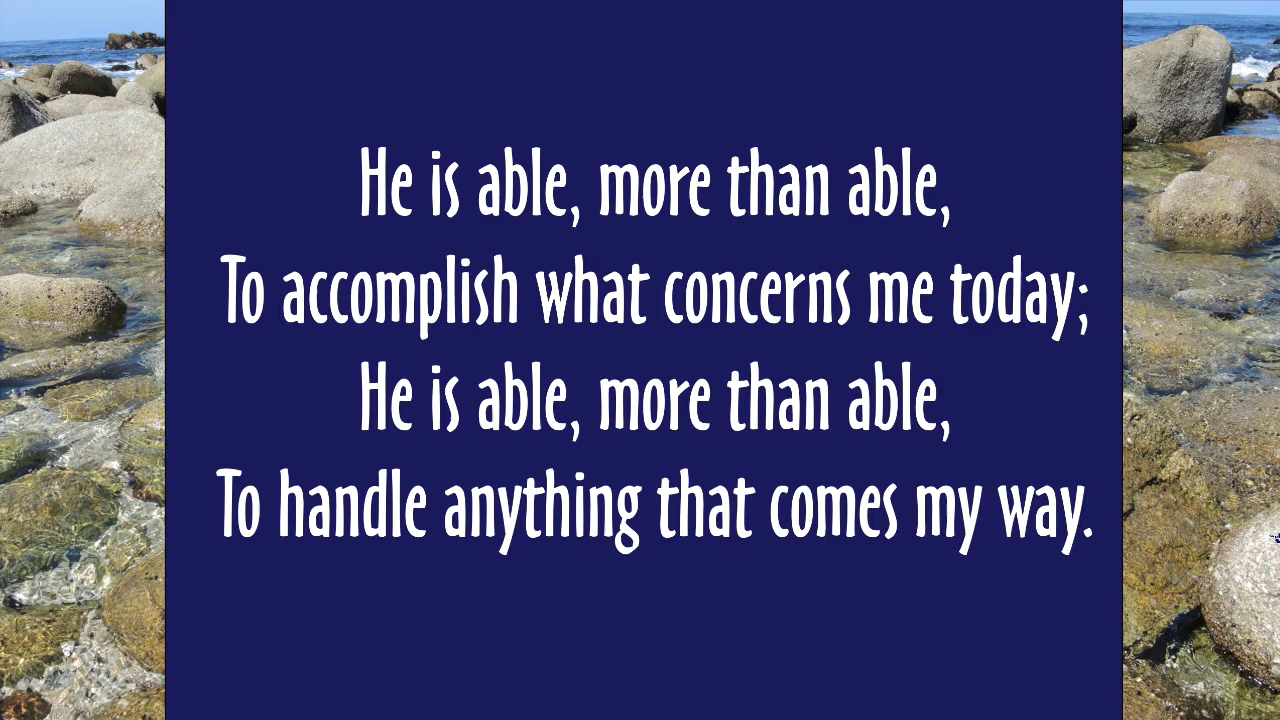 He is able, more than able,
To accomplish what concerns me today;
He is able, more than able,
To handle anything that comes my way.